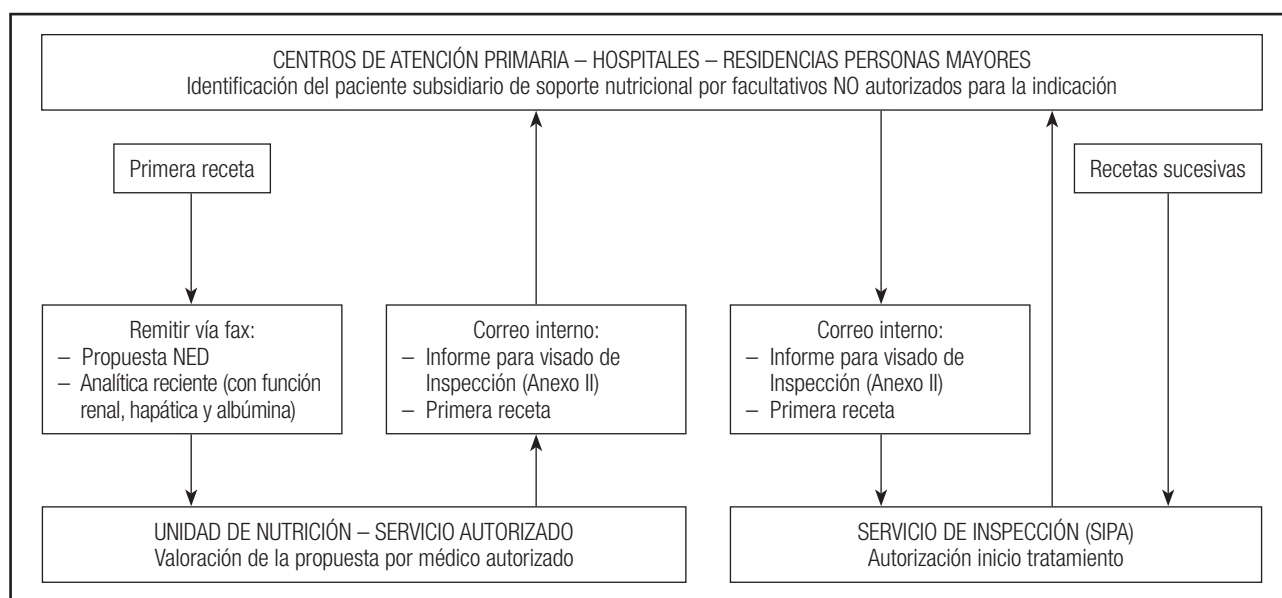 CENTROS DE ATENCIÓN PRIMARIA – HOSPITALES – RESIDENCIAS PERSONAS MAYORES
Identificación del paciente subsidiario de soporte nutricional por facultativos NO autorizados para la indicación
Primera receta
Recetas sucesivas
Remitir vía fax:
– Propuesta NED
– Analítica reciente (con función
renal, hapática y albúmina)
Correo interno:
– Informe para visado de
Inspección (Anexo II)
– Primera receta
Correo interno:
– Informe para visado de
Inspección (Anexo II)
– Primera receta
UNIDAD DE NUTRICIÓN – SERVICIO AUTORIZADO
Valoración de la propuesta por médico autorizado
SERVICIO DE INSPECCIÓN (SIPA)
Autorización inicio tratamiento